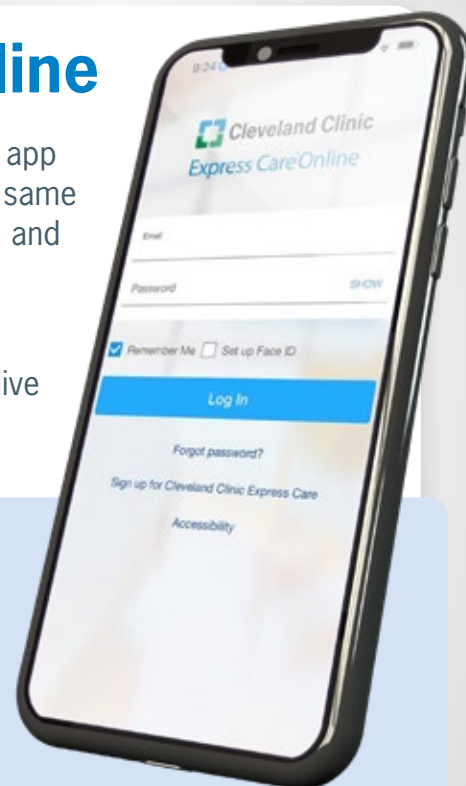 line
app
same
and
live
9:24
Cleveland Clinic
Express Care Online
Email
Password SHOW
Remember Me Set up Face ID
Log In
Forgot password?
Sign up for Cleveland Clinic Express Care
Accessibility